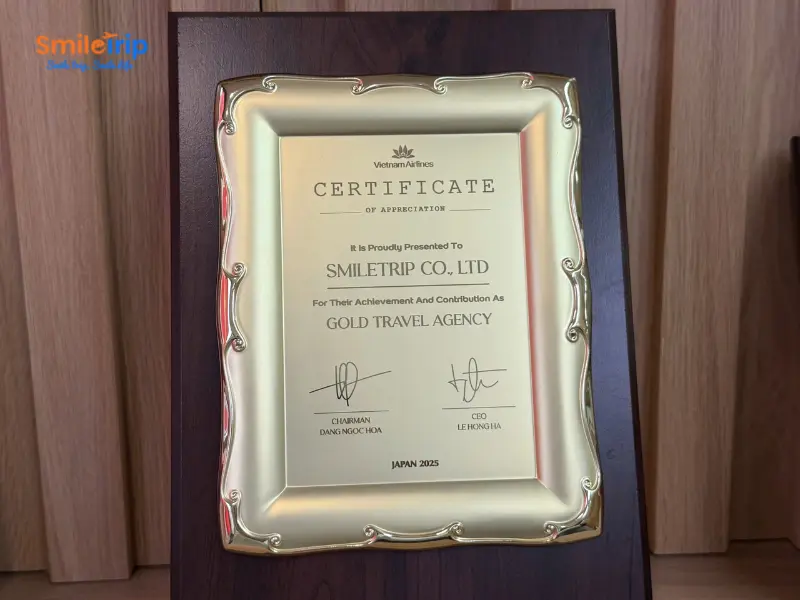 SmileTrip
Vietnam Airlines
CERTIFICATE
OF APPRECIATION
It Is Proudly Presented To
SMILETRIP CO., LTD
For Their Achievement And Contribution As
GOLD TRAVEL AGENCY
CHAIRMAN
DANG NGOC HOA
CEO
LE HONG HA
JAPAN 2025